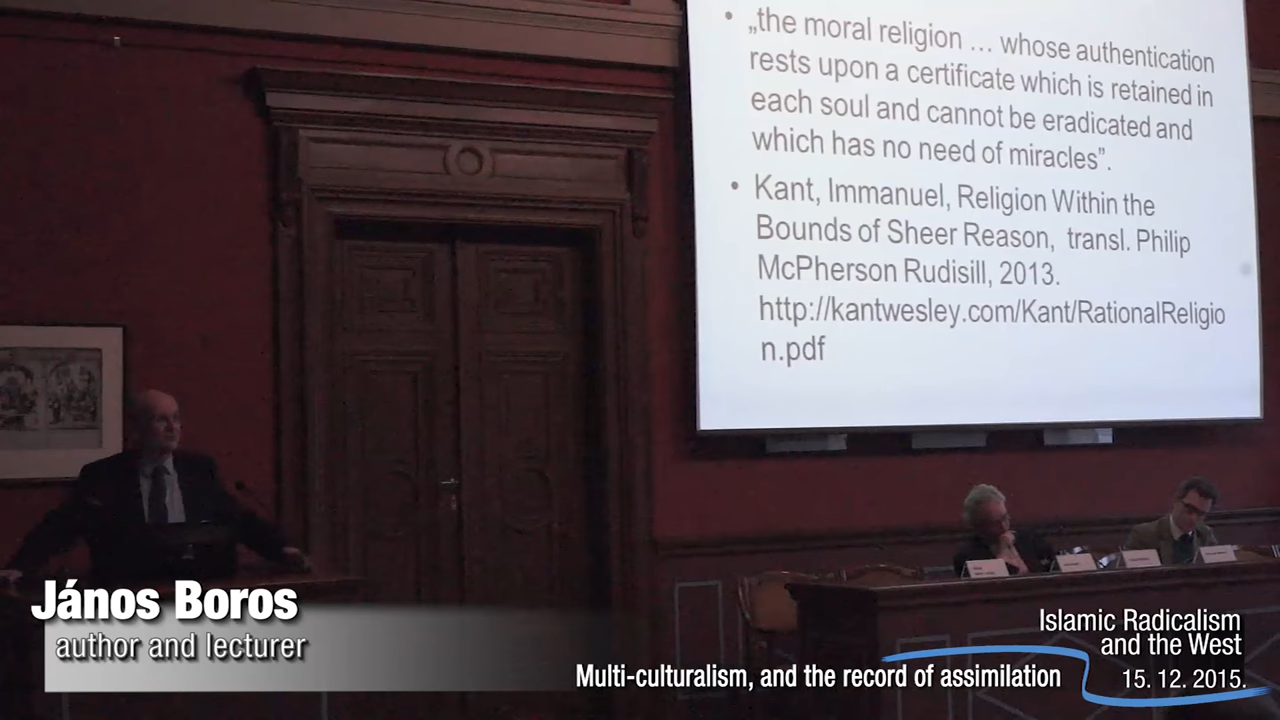 • „the moral religion … whose authentication
rests upon a certificate which is retained in
each soul and cannot be eradicated and
which has no need of miracles”.
• Kant, Immanuel, Religion Within the
Bounds of Sheer Reason, transl. Philip
McPherson Rudisill, 2013.
http://kantwesley.com/Kant/RationalReligio
n.pdf
János Boros
author and lecturer
Islamic Radicalism
and the West
Multi-culturalism, and the record of assimilation
15. 12. 2015.